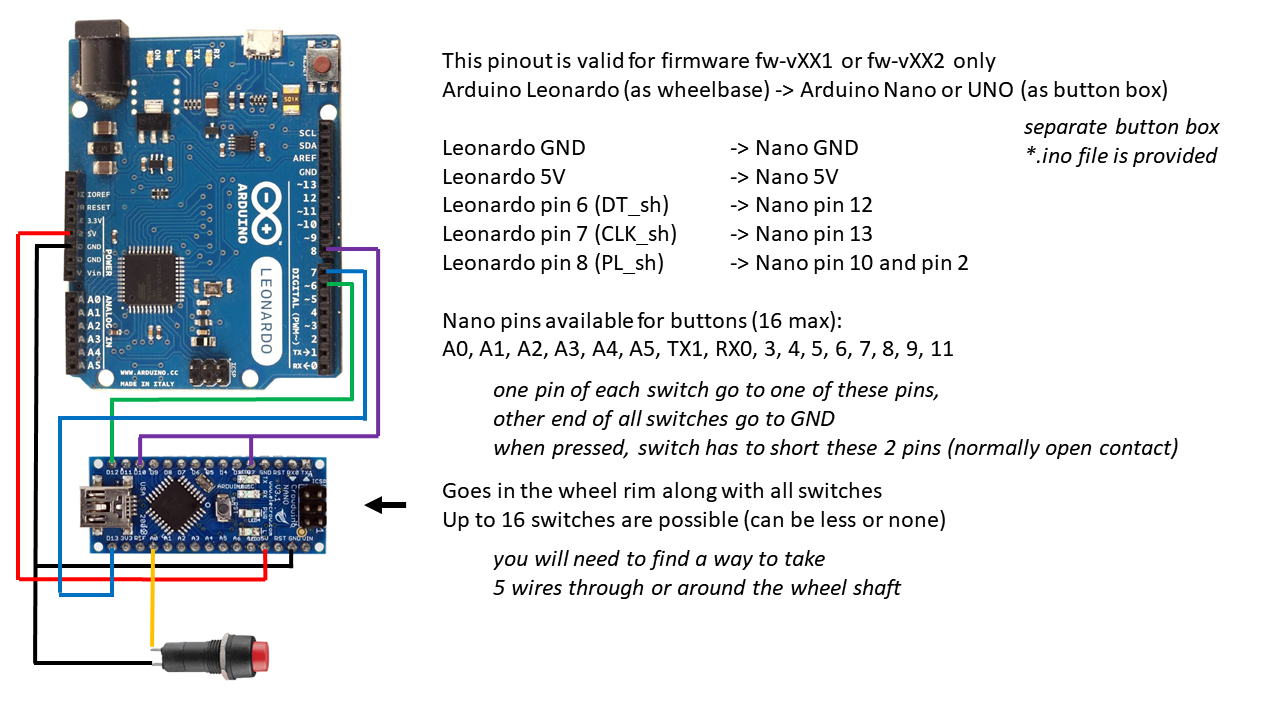 This pinout is valid for firmware fw-vXX1 or fw-vXX2 only
Arduino Leonardo (as wheelbase) -> Arduino Nano or UNO (as button box)
separate button box
*.ino file is provided
Leonardo GND -> Nano GND
Leonardo 5V -> Nano 5V
Leonardo pin 6 (DT_sh) -> Nano pin 12
Leonardo pin 7 (CLK_sh) -> Nano pin 13
Leonardo pin 8 (PL_sh) -> Nano pin 10 and pin 2
Nano pins available for buttons (16 max):
A0, A1, A2, A3, A4, A5, TX1, RX0, 3, 4, 5, 6, 7, 8, 9, 11
one pin of each switch go to one of these pins,
other end of all switches go to GND
when pressed, switch has to short these 2 pins (normally open contact)
Goes in the wheel rim along with all switches
Up to 16 switches are possible (can be less or none)
you will need to find a way to take
5 wires through or around the wheel shaft
ON
L
TX
RX
RESET
SCL
SDA
AREF
GND
~13
12
~11
~10
~9
8
7
~6
~5
4
~3
2
TX→1
RX←0
DIGITAL (PWM~)
ARDUINO
LEONARDO
IOREF
RESET
3.3V
5V
GND
GND
Vin
POWER
A0
A1
A2
A3
A4
A5
ANALOG IN
ICSP
WWW.ARDUINO.CC
MADE IN ITALY
D12 D11 D10 D9 D8 D7 D6 D5 D4 GND RST RX0 TX1
USA
ARDUINO
NANO
V3.1
D13 3V3 REF A0 A1 A2 A3 A4 A5 A6 5V RST GND VIN